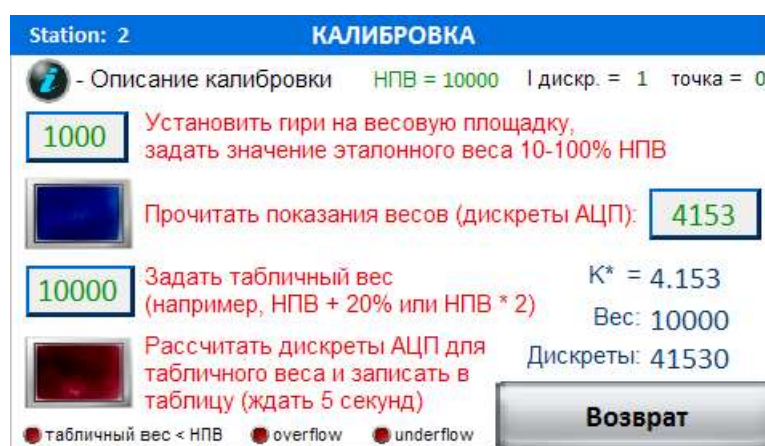 Station: 2 КАЛИБРОВКА
i - Описание калибровки НПВ = 10000 I дискр. = 1 точка = 0
1000 Установить гири на весовую площадку,
задать значение эталонного веса 10-100% НПВ
Прочитать показания весов (дискреты АЦП): 4153
10000 Задать табличный вес
(например, НПВ + 20% или НПВ * 2)
K* = 4.153
Вес: 10000
Дискреты: 41530
Рассчитать дискреты АЦП для
табличного веса и записать в
таблицу (ждать 5 секунд)
Возврат
табличный вес < НПВ overflow underflow